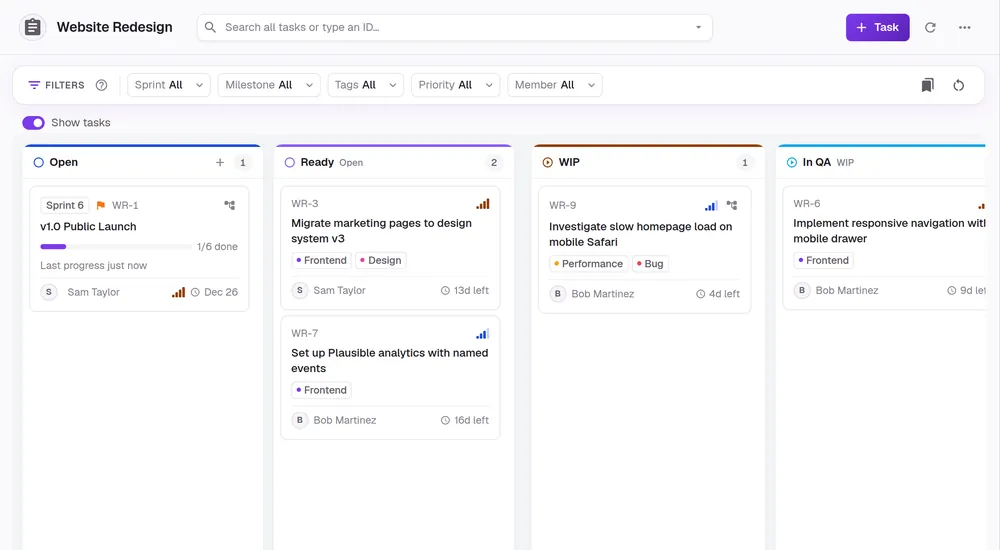 Website Redesign
Search all tasks or type an ID...
+ Task
FILTERS
Sprint All
Milestone All
Tags All
Priority All
Member All
Show tasks
Open
+ 1
Sprint 6
WR-1
v1.0 Public Launch
1/6 done
Last progress just now
S
Sam Taylor
Dec 26
Ready Open
2
WR-3
Migrate marketing pages to design
system v3
Frontend
Design
S
Sam Taylor
13d left
WR-7
Set up Plausible analytics with named
events
Frontend
B
Bob Martinez
16d left
WIP
1
WR-9
Investigate slow homepage load on
mobile Safari
Performance
Bug
B
Bob Martinez
4d left
In QA WIP
WR-6
Implement responsive navigation with
mobile drawer
Frontend
B
Bob Martinez
9d left